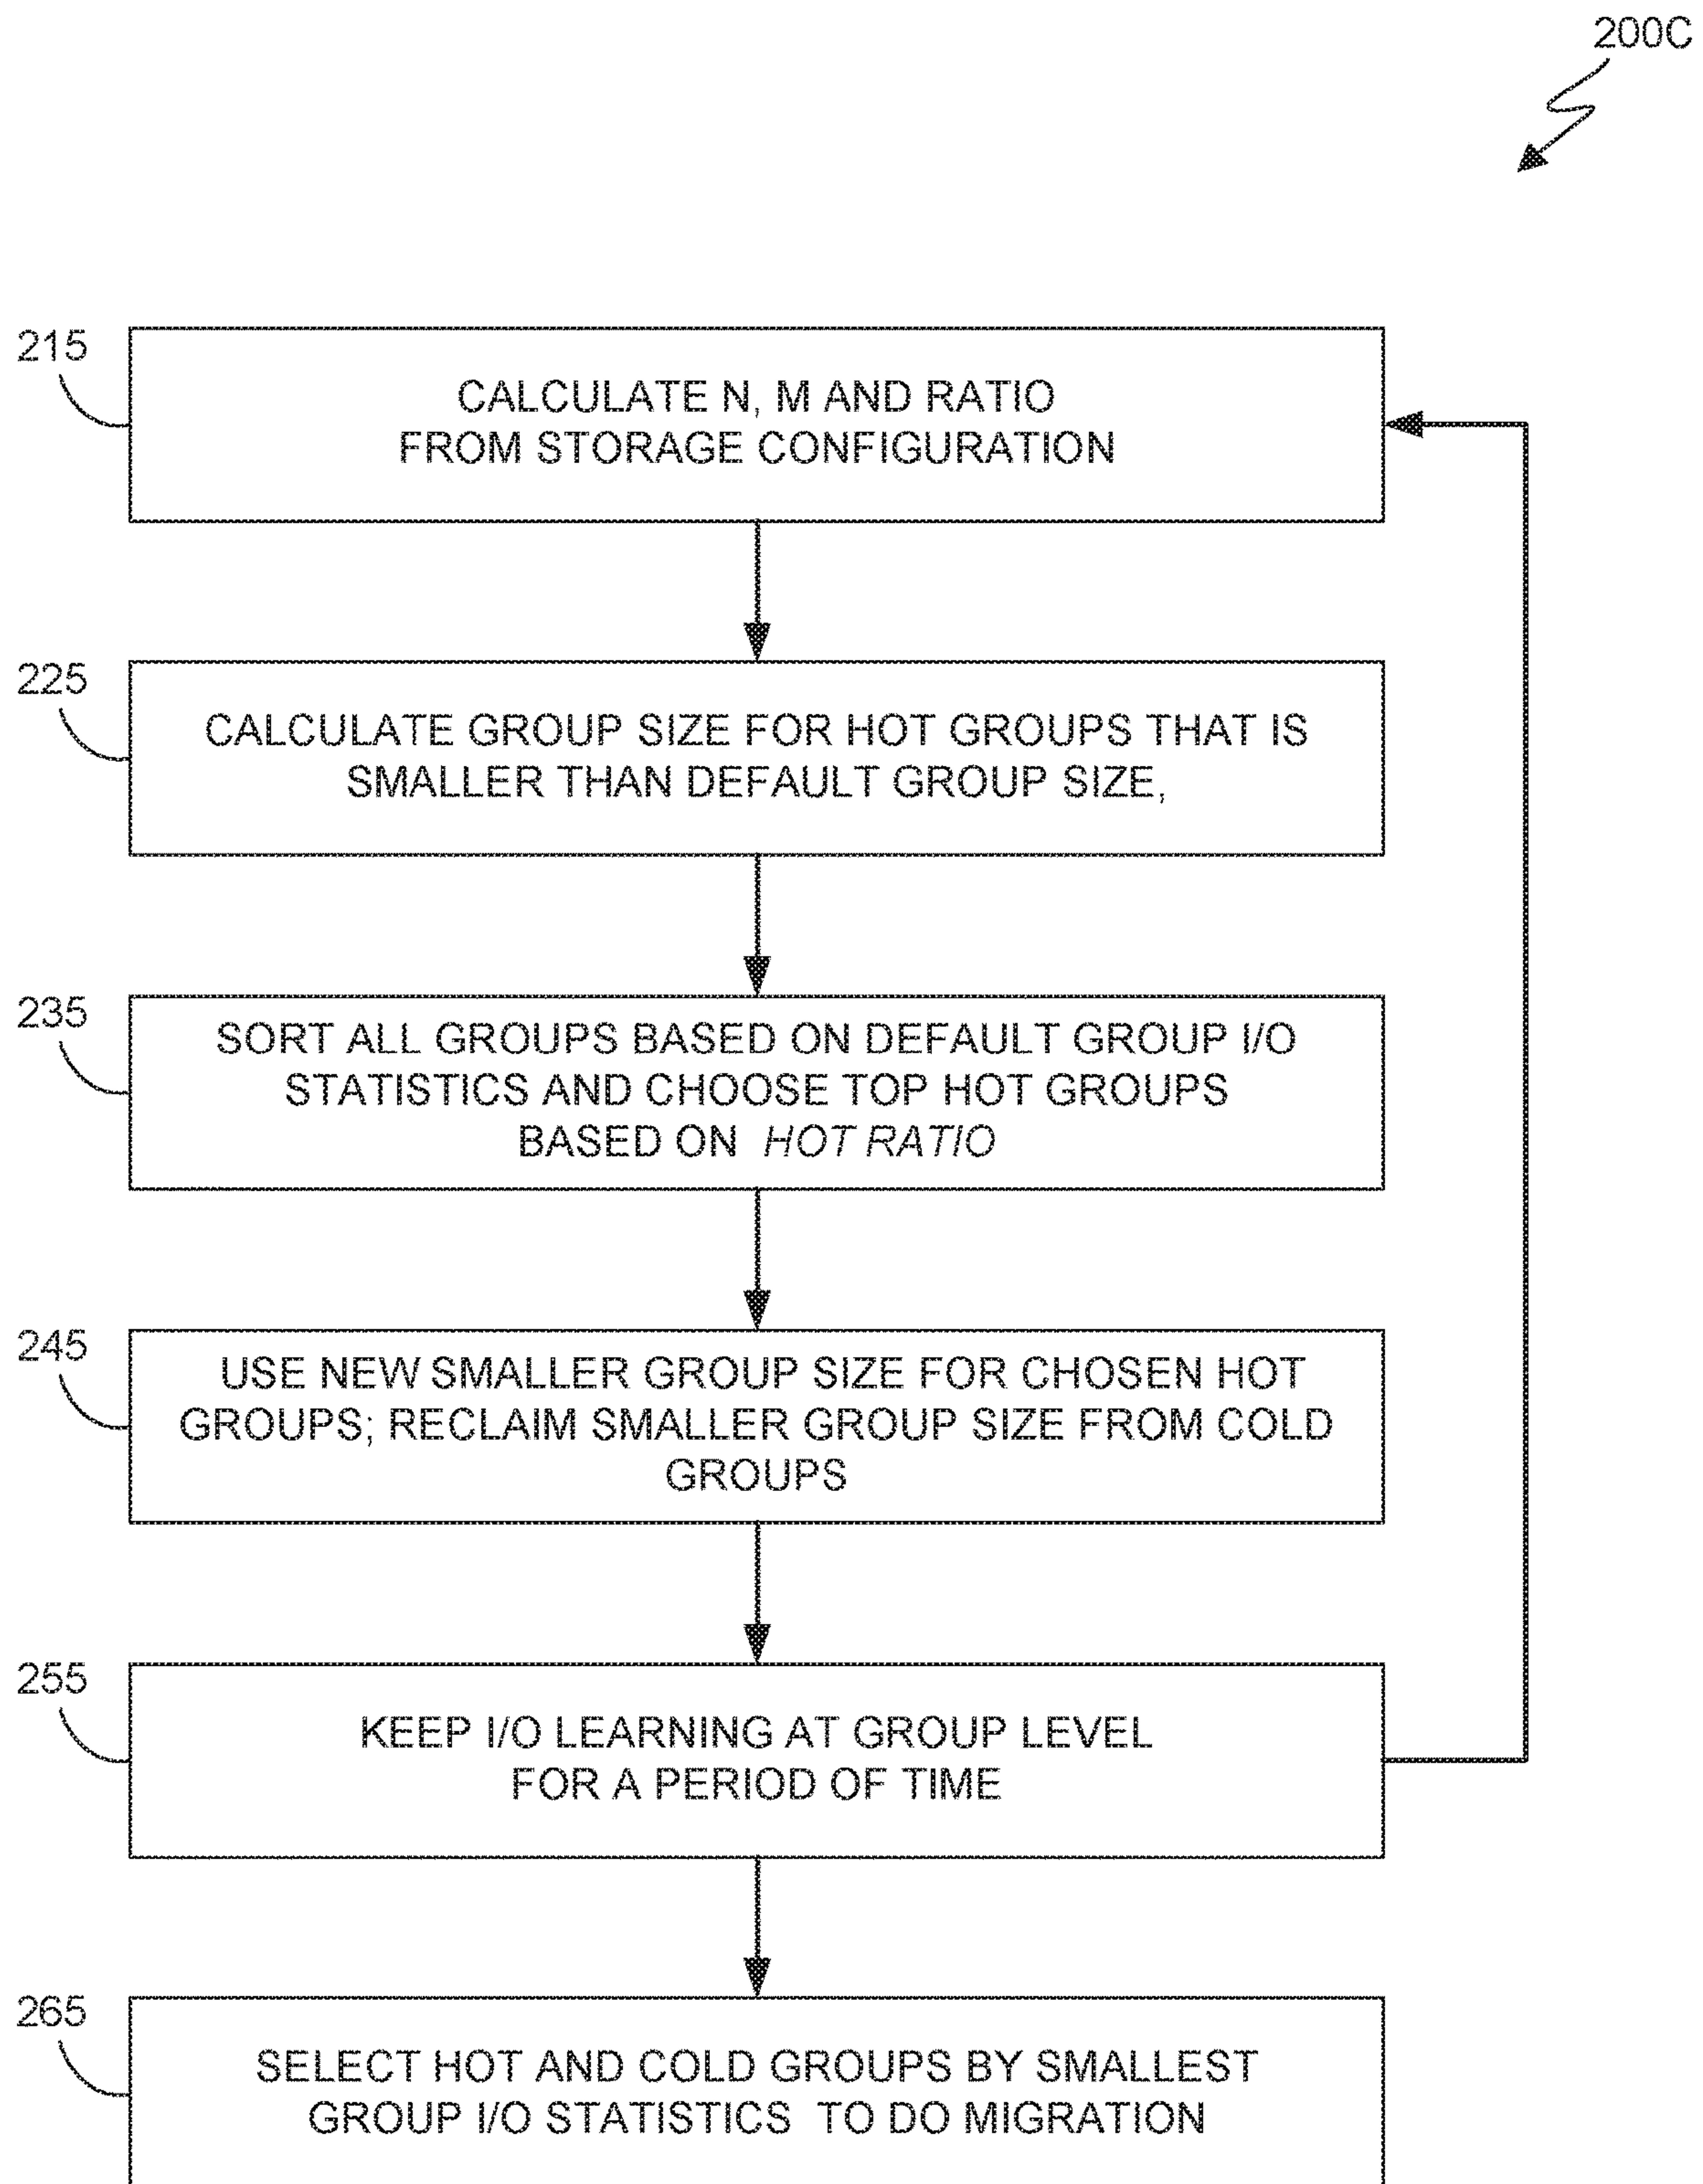 200C
215
CALCULATE N, M AND RATIO
FROM STORAGE CONFIGURATION
225
CALCULATE GROUP SIZE FOR HOT GROUPS THAT IS
SMALLER THAN DEFAULT GROUP SIZE,
235
SORT ALL GROUPS BASED ON DEFAULT GROUP I/O
STATISTICS AND CHOOSE TOP HOT GROUPS
BASED ON HOT RATIO
245
USE NEW SMALLER GROUP SIZE FOR CHOSEN HOT
GROUPS; RECLAIM SMALLER GROUP SIZE FROM COLD
GROUPS
255
KEEP I/O LEARNING AT GROUP LEVEL
FOR A PERIOD OF TIME
265
SELECT HOT AND COLD GROUPS BY SMALLEST
GROUP I/O STATISTICS TO DO MIGRATION